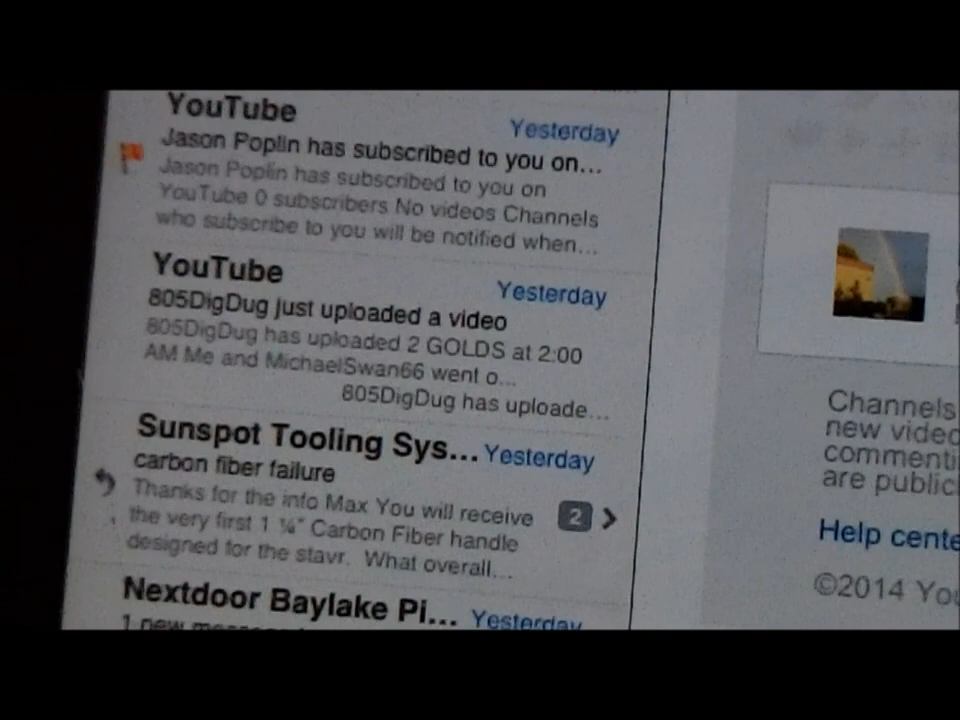 YouTube
Yesterday
Jason Poplin has subscribed to you on...
Jason Poplin has subscribed to you on
YouTube 0 subscribers No videos Channels
who subscribe to you will be notified when...
YouTube
Yesterday
805DigDug just uploaded a video
805DigDug has uploaded 2 GOLDS at 2:00
AM Me and MichaelSwan66 went o...
805DigDug has uploade...
Sunspot Tooling Sys... Yesterday
carbon fiber failure
Thanks for the info Max You will receive
2
the very first 1 ¼" Carbon Fiber handle
designed for the stavr. What overall...
Nextdoor Baylake Pi... Yesterday
1 new
Channels
new video
commenti
are public
Help cente
©2014 You